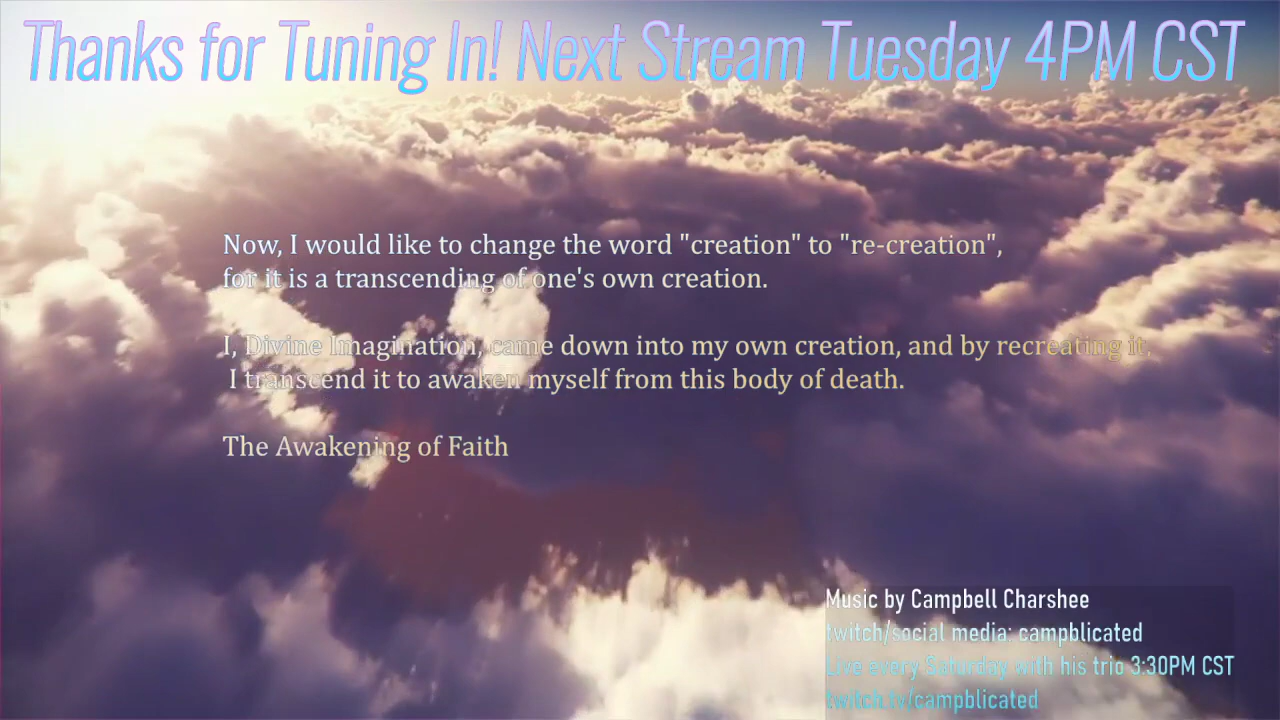 Thanks for Tuning In! Next Stream Tuesday 4PM CST
Now, I would like to change the word "creation" to "re-creation",
for it is a transcending of one's own creation.
I, Divine Imagination, came down into my own creation, and by recreating it,
I transcend it to awaken myself from this body of death.
The Awakening of Faith
Music by Campbell Charshee
twitch/social media: campblicated
Live every Saturday with his trio 3:30PM CST
twitch.tv/campblicated